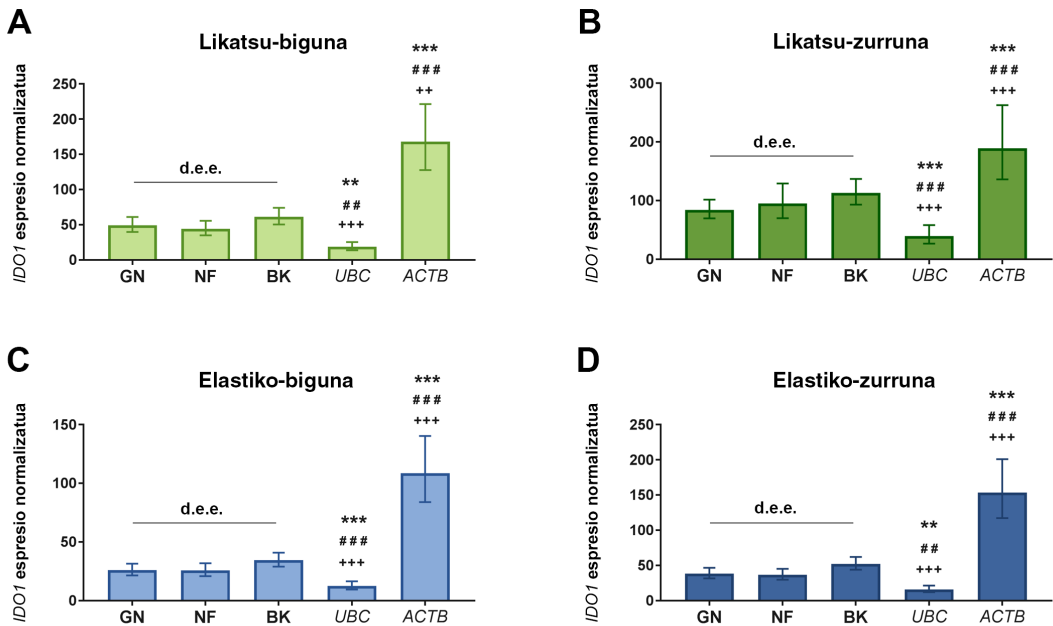 A
Likatsu-biguna
IDO1 espresio normalizatua
250
200
150
100
50
0
d.e.e.
**
##
+++
***
###
++
GN NF BK UBC ACTB
B
Likatsu-zurruna
IDO1 espresio normalizatua
300
200
100
0
d.e.e.
***
###
+++
***
###
+++
GN NF BK UBC ACTB
C
Elastiko-biguna
IDO1 espresio normalizatua
150
100
50
0
d.e.e.
***
###
+++
***
###
+++
GN NF BK UBC ACTB
D
Elastiko-zurruna
IDO1 espresio normalizatua
250
200
150
100
50
0
d.e.e.
**
##
+++
***
###
+++
GN NF BK UBC ACTB